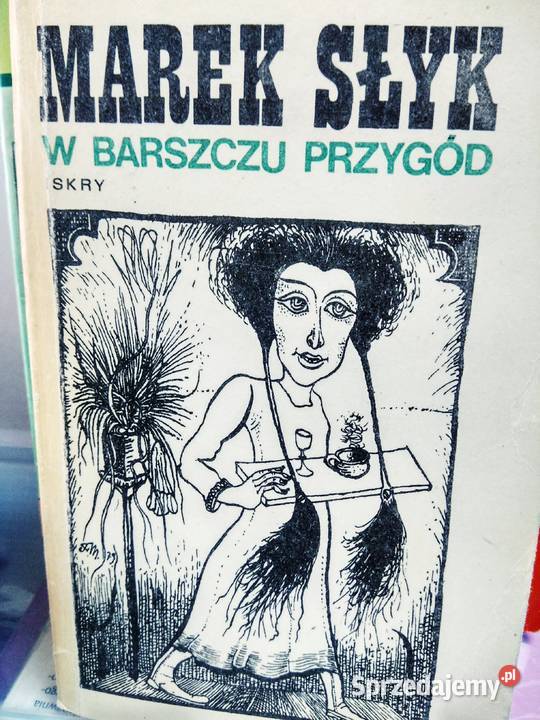 MAREK SŁYK
W BARSZCZU PRZYGÓD
ISKRY
Sprzedajemy.pl